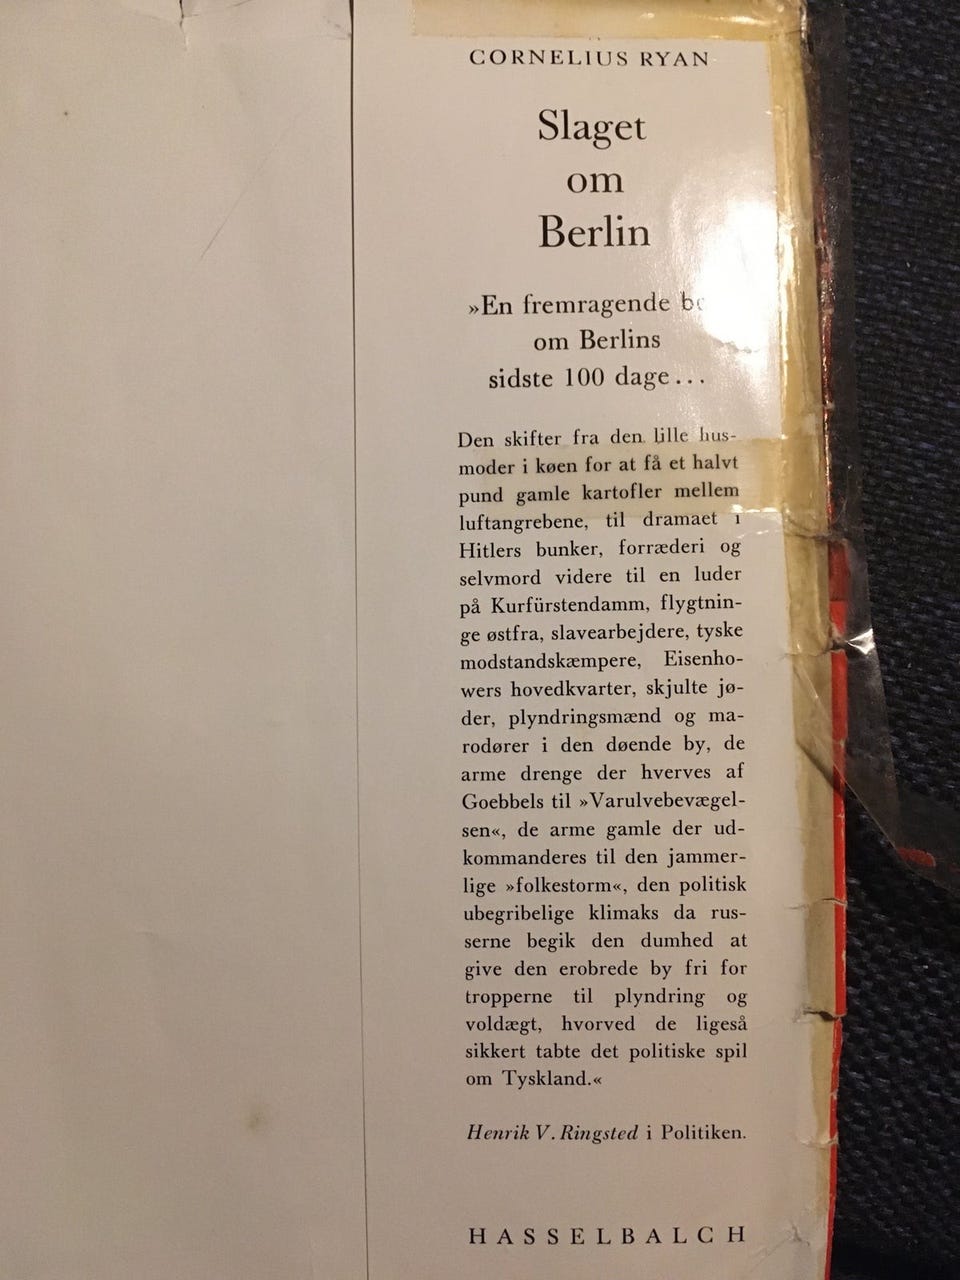 CORNELIUS RYAN
Slaget
om
Berlin
»En fremragende
om Berlins
sidste 100 dage...
Den skifter fra den lille hus-
moder i køen for at få et halvt
pund gamle kartofler mellem
luftangrebene, til dramaet i
Hitlers bunker, forræderi og
selvmord videre til en luder
på Kurfürstendamm, flygtnin-
ge østfra, slavearbejdere, tyske
modstandskæmpere, Eisenho-
wers hovedkvarter, skjulte jø-
der, plyndringsmænd og ma-
rodører i den døende by, de
arme drenge der hverves af
Goebbels til »Varulvebevægel-
sen«, de arme gamle der ud-
kommanderes til den jammer-
lige »folkestorm«, den politisk
ubegribelige klimaks da rus-
serne begik den dumhed at
give den erobrede by fri for
tropperne til plyndring og
voldægt, hvorved de ligeså
sikkert tabte det politiske spil
om Tyskland.«
Henrik V. Ringsted i Politiken.
HASSELBALCH